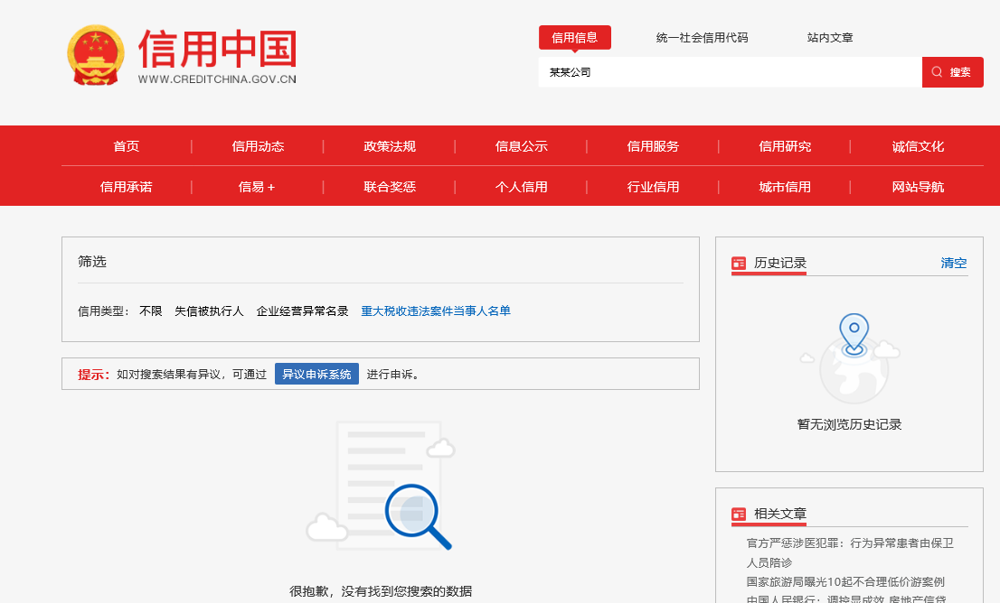 信用中国
WWW.CREDITCHINA.GOV.CN
信用信息 统一社会信用代码 站内文章
某某公司 搜索
首页 | 信用动态 | 政策法规 | 信息公示 | 信用服务 | 信用研究 | 诚信文化
信用承诺 | 信易+ | 联合奖惩 | 个人信用 | 行业信用 | 城市信用 | 网站导航
筛选
信用类型： 不限 失信被执行人 企业经营异常名录 重大税收违法案件当事人名单
提示：如对搜索结果有异议，可通过 异议申诉系统 进行申诉。
很抱歉，没有找到您搜索的数据
历史记录 清空
暂无浏览历史记录
相关文章
官方严惩涉医犯罪：行为异常患者由保卫
人员陪诊
国家旅游局曝光10起不合理低价游案例
中国人民银行：调控显成效 房地产信贷